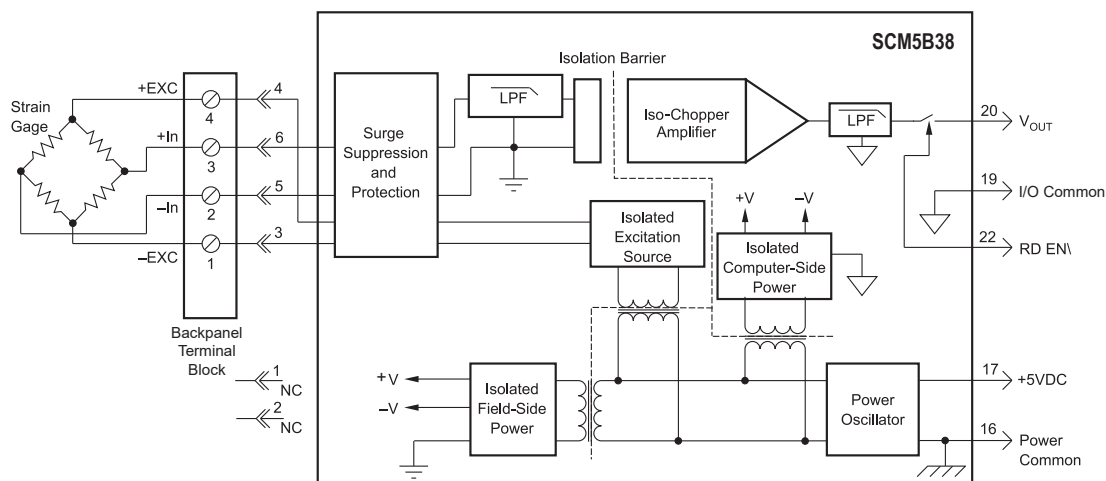 SCM5B38
Isolation Barrier
Strain
Gage
+EXC
4
4
+In
3
6
–In
2
5
–EXC
1
3
Backpanel
Terminal
Block
1
NC
2
NC
Surge
Suppression
and
Protection
LPF
Iso-Chopper
Amplifier
LPF
20
VOUT
19
I/O Common
22
RD EN\
Isolated
Excitation
Source
+V
–V
Isolated
Computer-Side
Power
+V
–V
Isolated
Field-Side
Power
Power
Oscillator
17
+5VDC
16
Power
Common